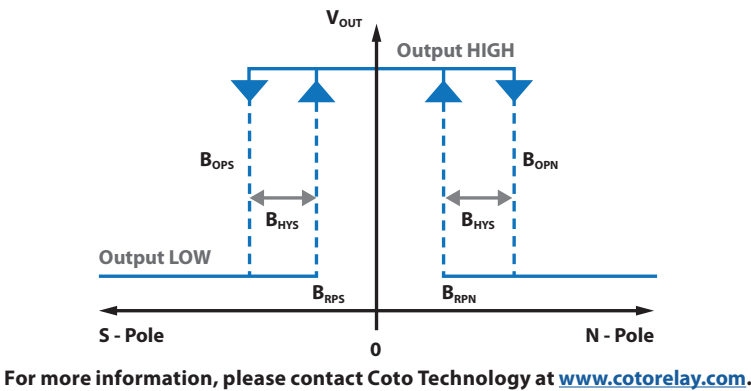 VOUT
Output HIGH
BOPS
BOPN
BHYS
BHYS
Output LOW
BRPS
BRPN
S - Pole
N - Pole
0
For more information, please contact Coto Technology at www.cotorelay.com.